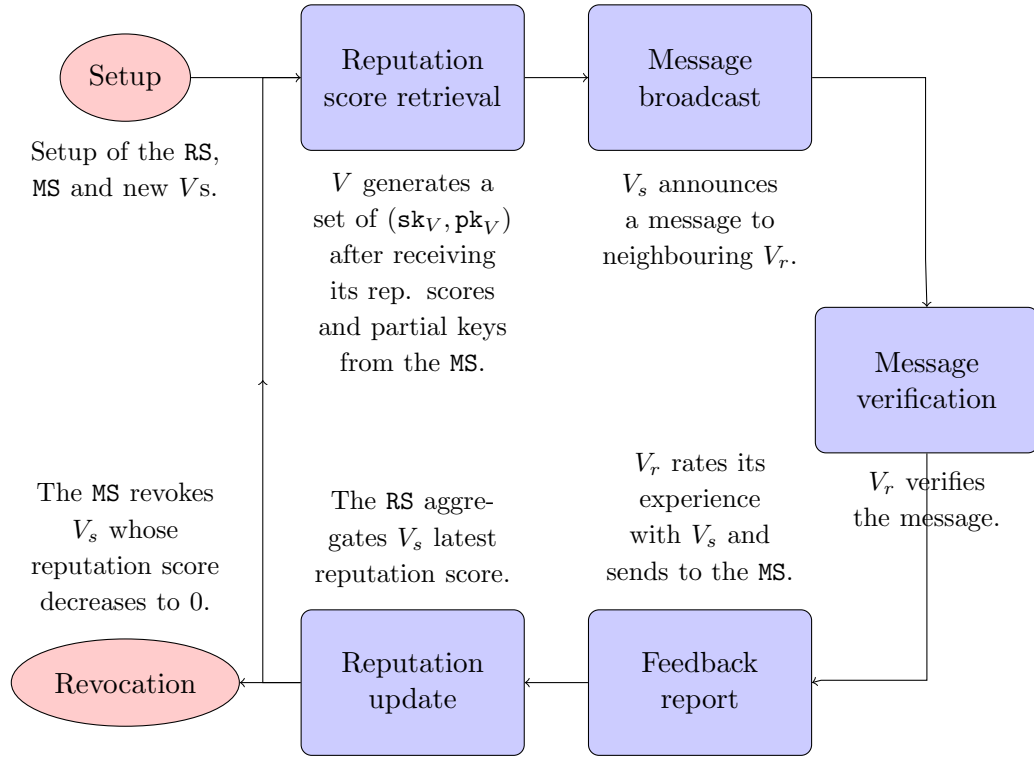 Setup
Setup of the RS,
MS and new Vs.
Reputation
score retrieval
V generates a
set of (sk_V, pk_V)
after receiving
its rep. scores
and partial keys
from the MS.
Message
broadcast
V_s announces
a message to
neighbouring V_r.
Message
verification
V_r verifies
the message.
V_r rates its
experience
with V_s and
sends to the MS.
Feedback
report
The RS aggre-
gates V_s latest
reputation score.
Reputation
update
The MS revokes
V_s whose
reputation score
decreases to 0.
Revocation